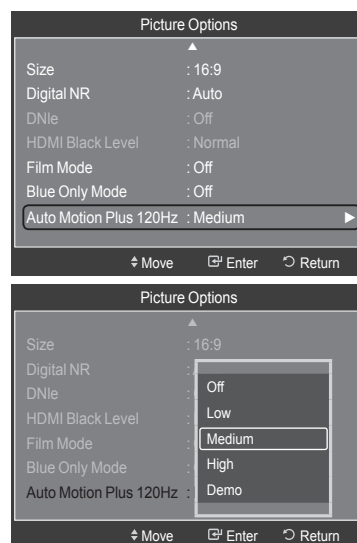 Picture Options
▲
Size : 16:9
Digital NR : Auto
DNIe : Off
HDMI Black Level : Normal
Film Mode : Off
Blue Only Mode : Off
Auto Motion Plus 120Hz : Medium ►
Move Enter Return
Picture Options
▲
Size : 16:9
Digital NR :
DNIe :
HDMI Black Level :
Film Mode :
Blue Only Mode :
Auto Motion Plus 120Hz :
Off
Low
Medium
High
Demo
Move Enter Return